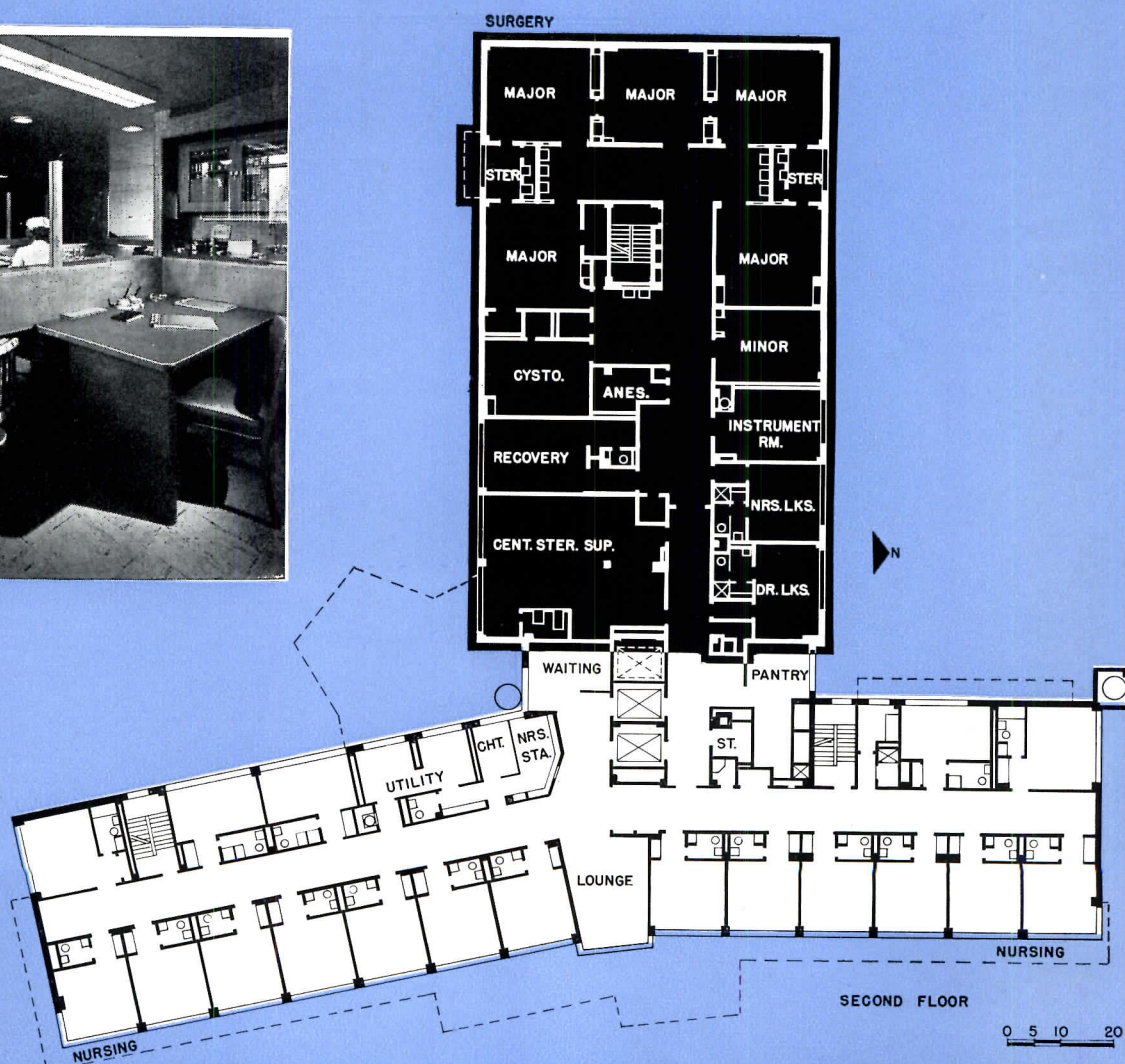 SURGERY
MAJOR
MAJOR
MAJOR
STER
STER
MAJOR
MAJOR
MINOR
CYSTO.
ANES.
INSTRUMENT
RM.
RECOVERY
NRS. LKS.
CENT. STER. SUP.
N
DR. LKS.
WAITING
PANTRY
CHT.
NRS.
STA.
ST.
UTILITY
LOUNGE
NURSING
NURSING
SECOND FLOOR
0 5 10 20